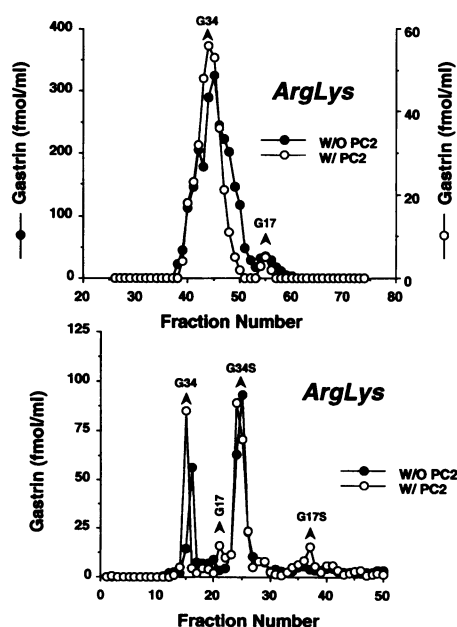 G34
400
300
200
100
0
60
40
20
0
Gastrin (fmol/ml)
Gastrin (fmol/ml)
ArgLys
W/O PC2
W/ PC2
G17
20 30 40 50 60 70 80
Fraction Number
125
100
75
50
25
0
Gastrin (fmol/ml)
G34
G34S
ArgLys
W/O PC2
W/ PC2
G17
G17S
0 10 20 30 40 50
Fraction Number